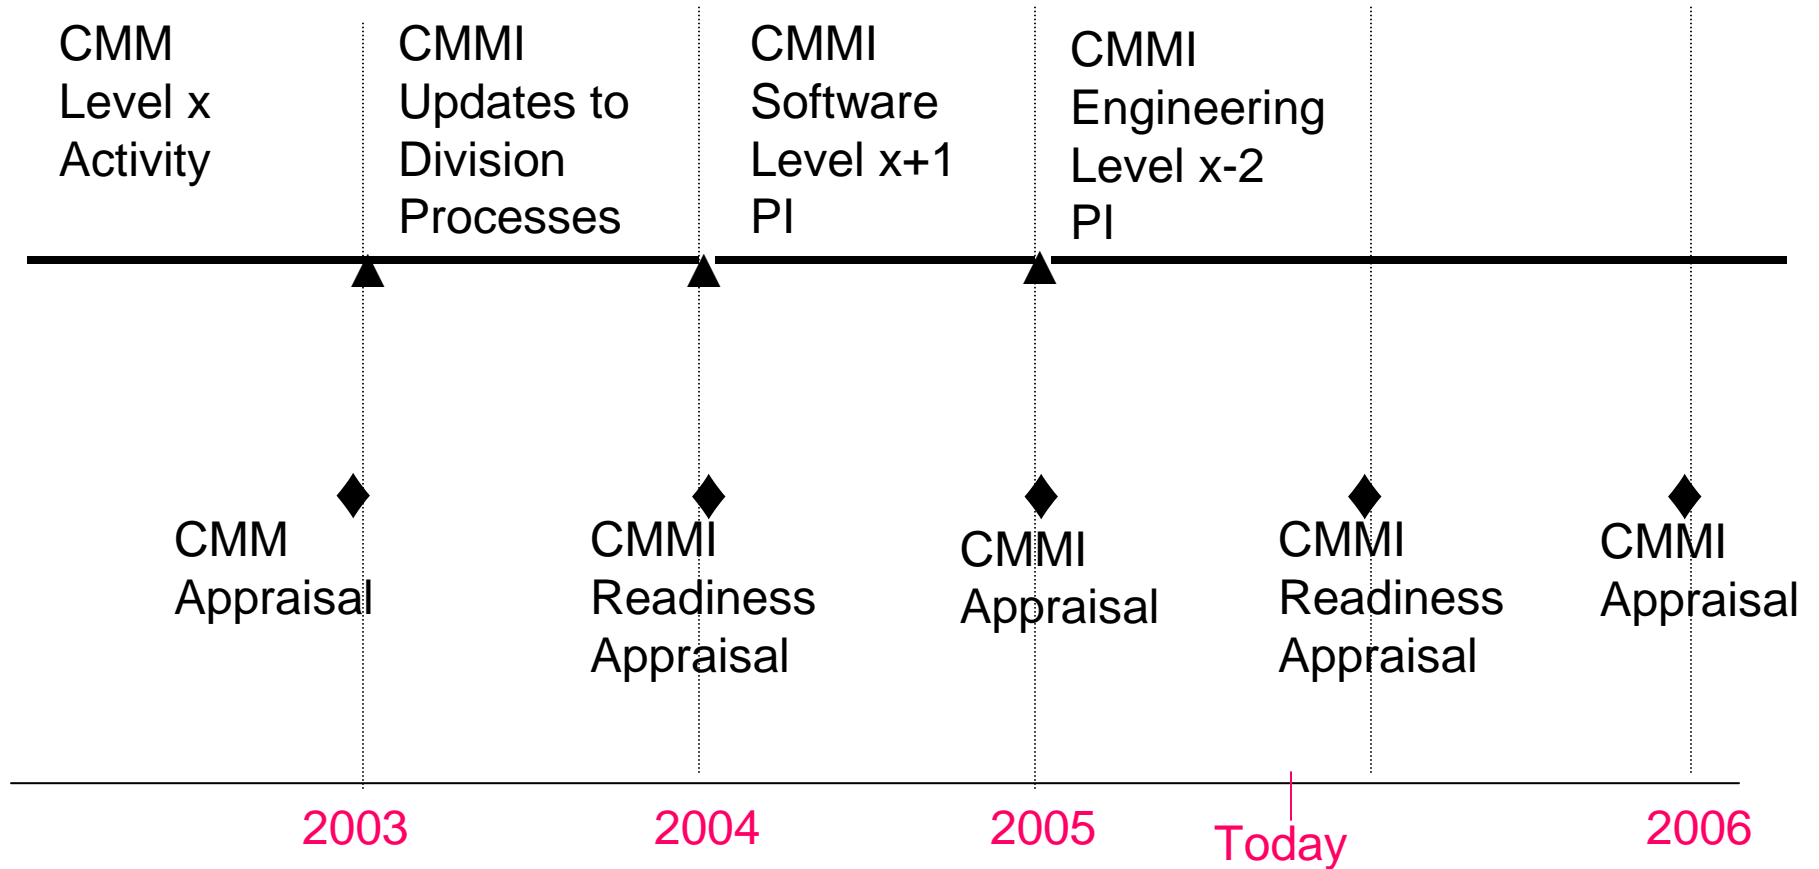 CMM
Level x
Activity
CMMI
Updates to
Division
Processes
CMMI
Software
Level x+1
PI
CMMI
Engineering
Level x-2
PI
CMM
Appraisal
CMMI
Readiness
Appraisal
CMMI
Appraisal
CMMI
Readiness
Appraisal
CMMI
Appraisal
2003
2004
2005
Today
2006